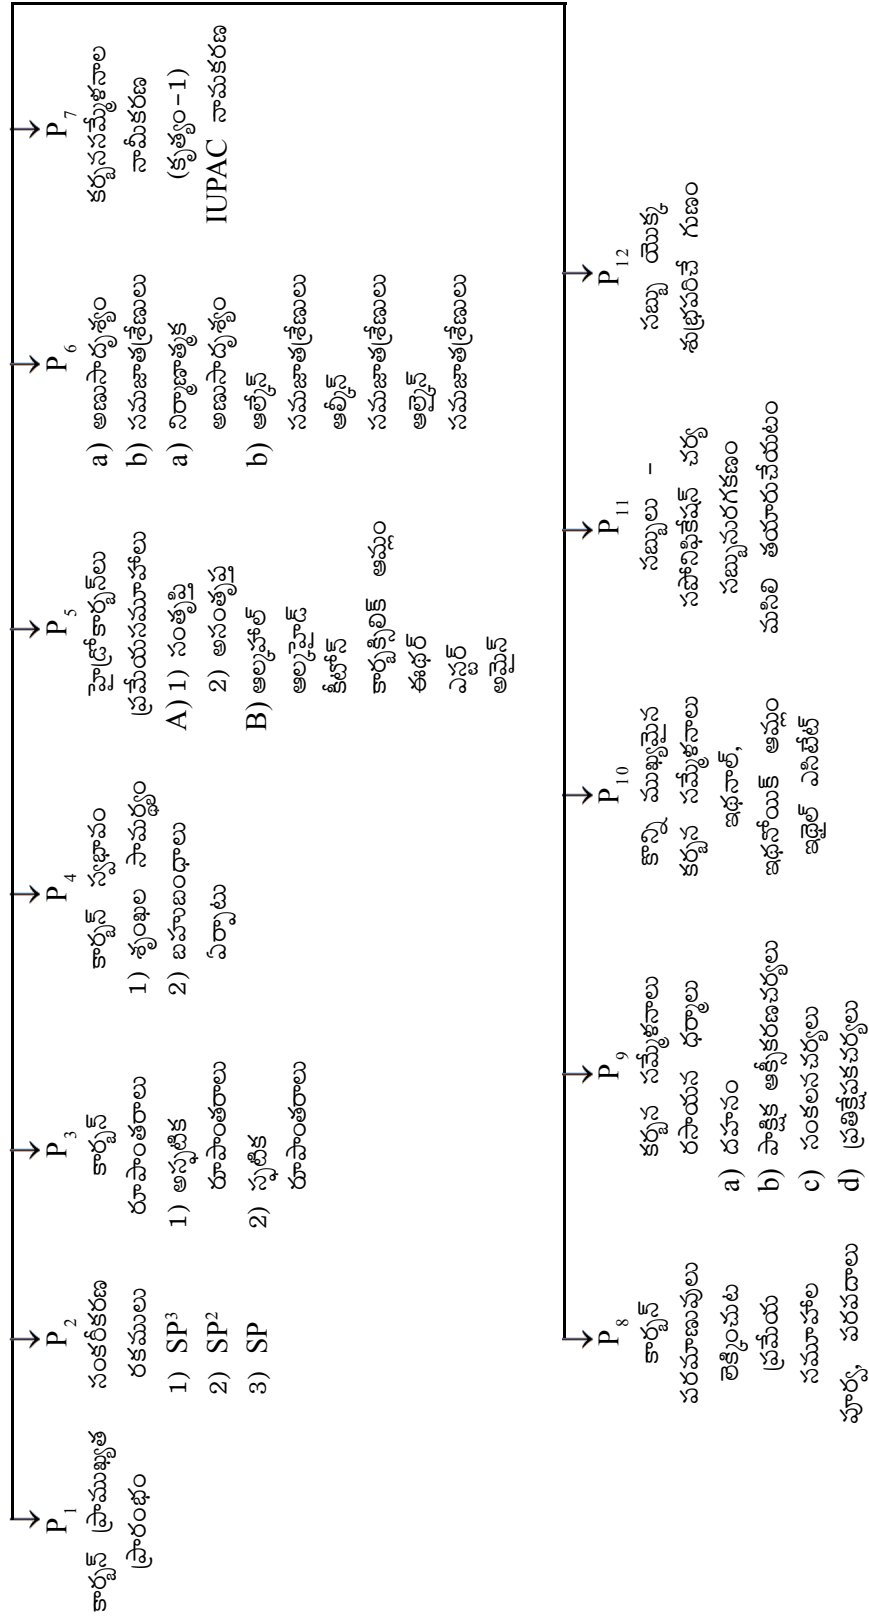 P1
కార్బన్ ప్రాముఖ్యత
ప్రారంభం
P2
సంకరీకరణ
రకములు
1) SP3
2) SP2
3) SP
P3
కార్బన్
రూపాంతరాలు
1) అస్ఫటిక
రూపాంతరాలు
2) స్ఫటిక
రూపాంతరాలు
P4
కార్బన్ స్వభావం
1) శృంఖల సామర్థ్యం
2) బహుబంధాలు
ఏర్పాటు
P5
హైడ్రోకార్బన్‌లు
ప్రమేయసమూహాలు
A) 1) సంతృప్త
2) అసంతృప్త
B) ఆల్కహాల్
ఆల్డిహైడ్
కీటోన్
కార్బాక్సిలిక్ ఆమ్లం
ఈథర్
ఎస్టర్
అమైన్
P6
a) అణుసాదృశ్యం
b) సమజాతశ్రేణులు
a) నిర్మాణాత్మక
అణుసాదృశ్యం
b) ఆల్కేన్
సమజాతశ్రేణులు
ఆల్కీన్
సమజాతశ్రేణులు
ఆల్కైన్
సమజాతశ్రేణులు
P7
కర్బనసమ్మేళనాల
నామీకరణ
(కృత్యం-1)
IUPAC నామకరణ
P8
కార్బన్
పరమాణువులు
లెక్కించుట
ప్రమేయ
సమూహాల
పూర్వ, పరపదాలు
P9
కర్బన సమ్మేళనాలు
రసాయన ధర్మాలు
a) దహనం
b) పాక్షిక ఆక్సీకరణచర్యలు
c) సంకలనచర్యలు
d) ప్రతిక్షేపకచర్యలు
P10
కొన్ని ముఖ్యమైన
కర్బన సమ్మేళనాలు
ఇథనాల్,
ఇథనోయిక్ ఆమ్లం
ఇథైల్ ఎసిటేట్
P11
సబ్బులు -
సపోనిఫికేషన్ చర్య
సబ్బునురగకణం
మిసిలి తయారుచేయటం
P12
సబ్బు యొక్క
శుభ్రపరిచే గుణం